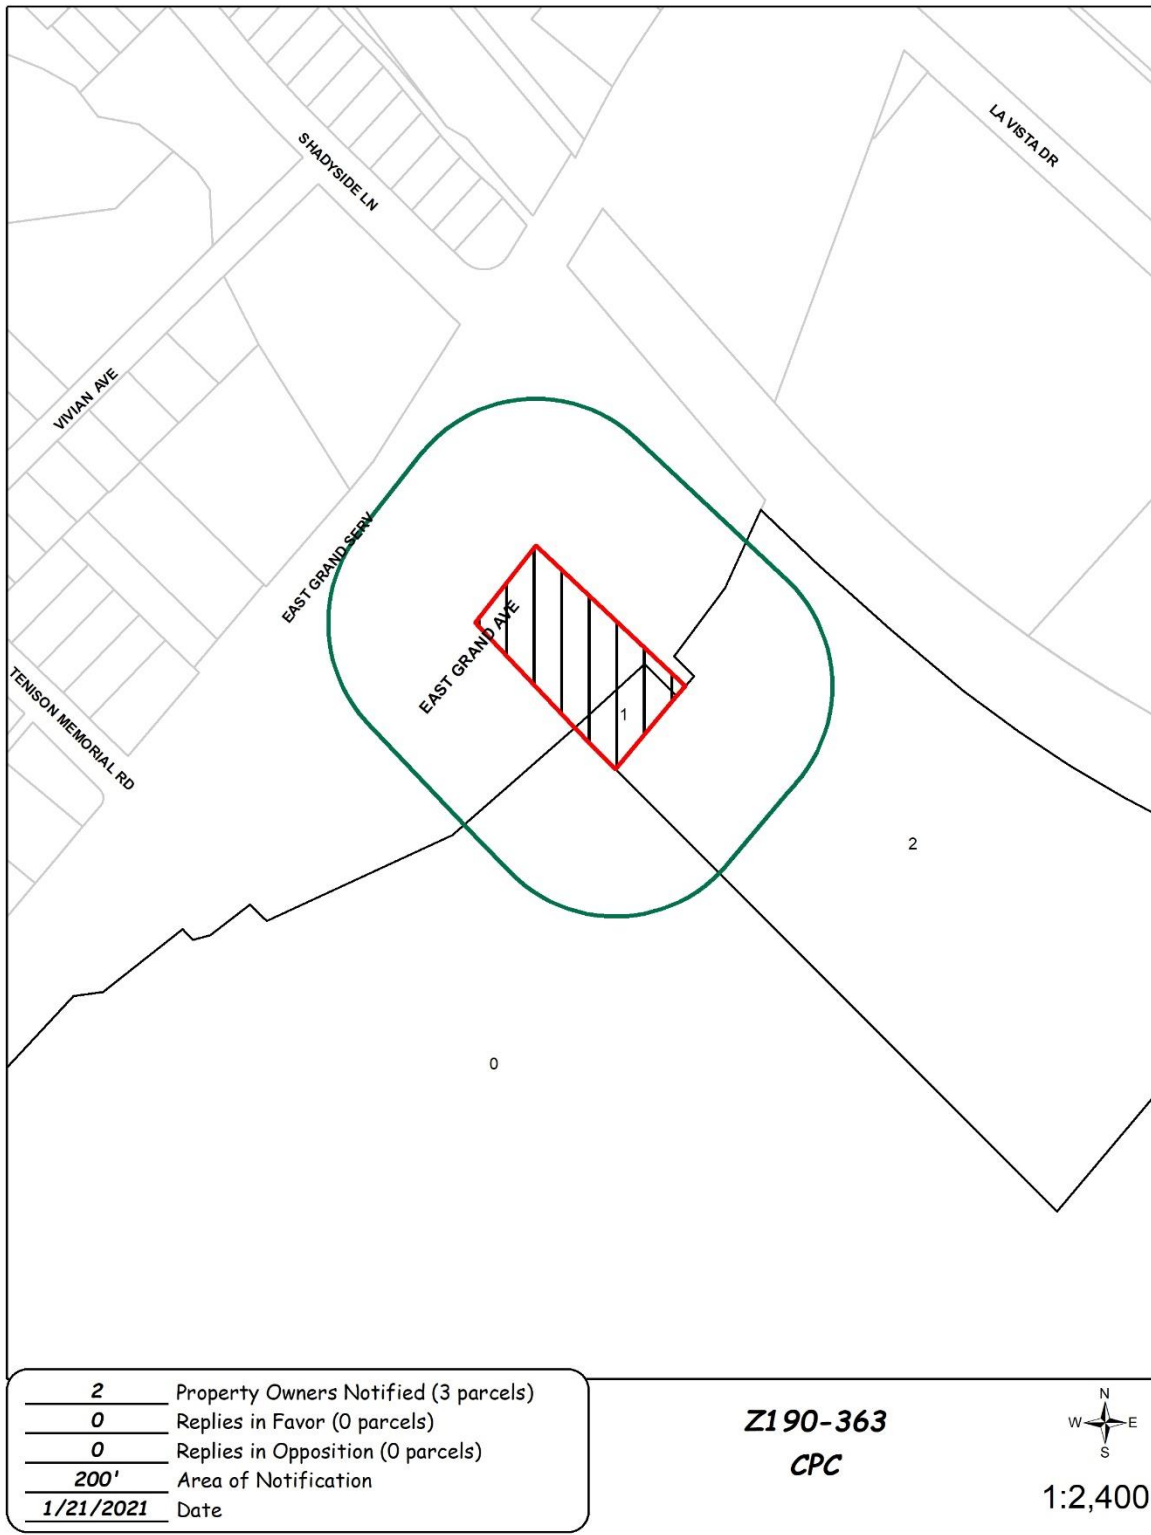 LA VISTA DR
SHADYSIDE LN
VIVIAN AVE
EAST GRAND SERV
EAST GRAND AVE
TENISON MEMORIAL RD
1
2
0
2 Property Owners Notified (3 parcels)
0 Replies in Favor (0 parcels)
0 Replies in Opposition (0 parcels)
200' Area of Notification
1/21/2021 Date
Z190-363
CPC
N
W E
S
1:2,400